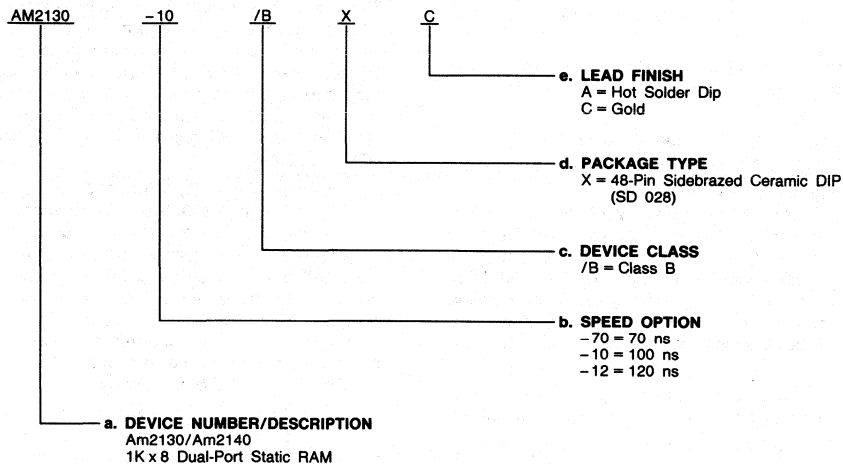 AM2130 -10 /B X C
e. LEAD FINISH
A = Hot Solder Dip
C = Gold
d. PACKAGE TYPE
X = 48-Pin Sidebrazed Ceramic DIP
(SD 028)
c. DEVICE CLASS
/B = Class B
b. SPEED OPTION
-70 = 70 ns
-10 = 100 ns
-12 = 120 ns
a. DEVICE NUMBER/DESCRIPTION
Am2130/Am2140
1K x 8 Dual-Port Static RAM